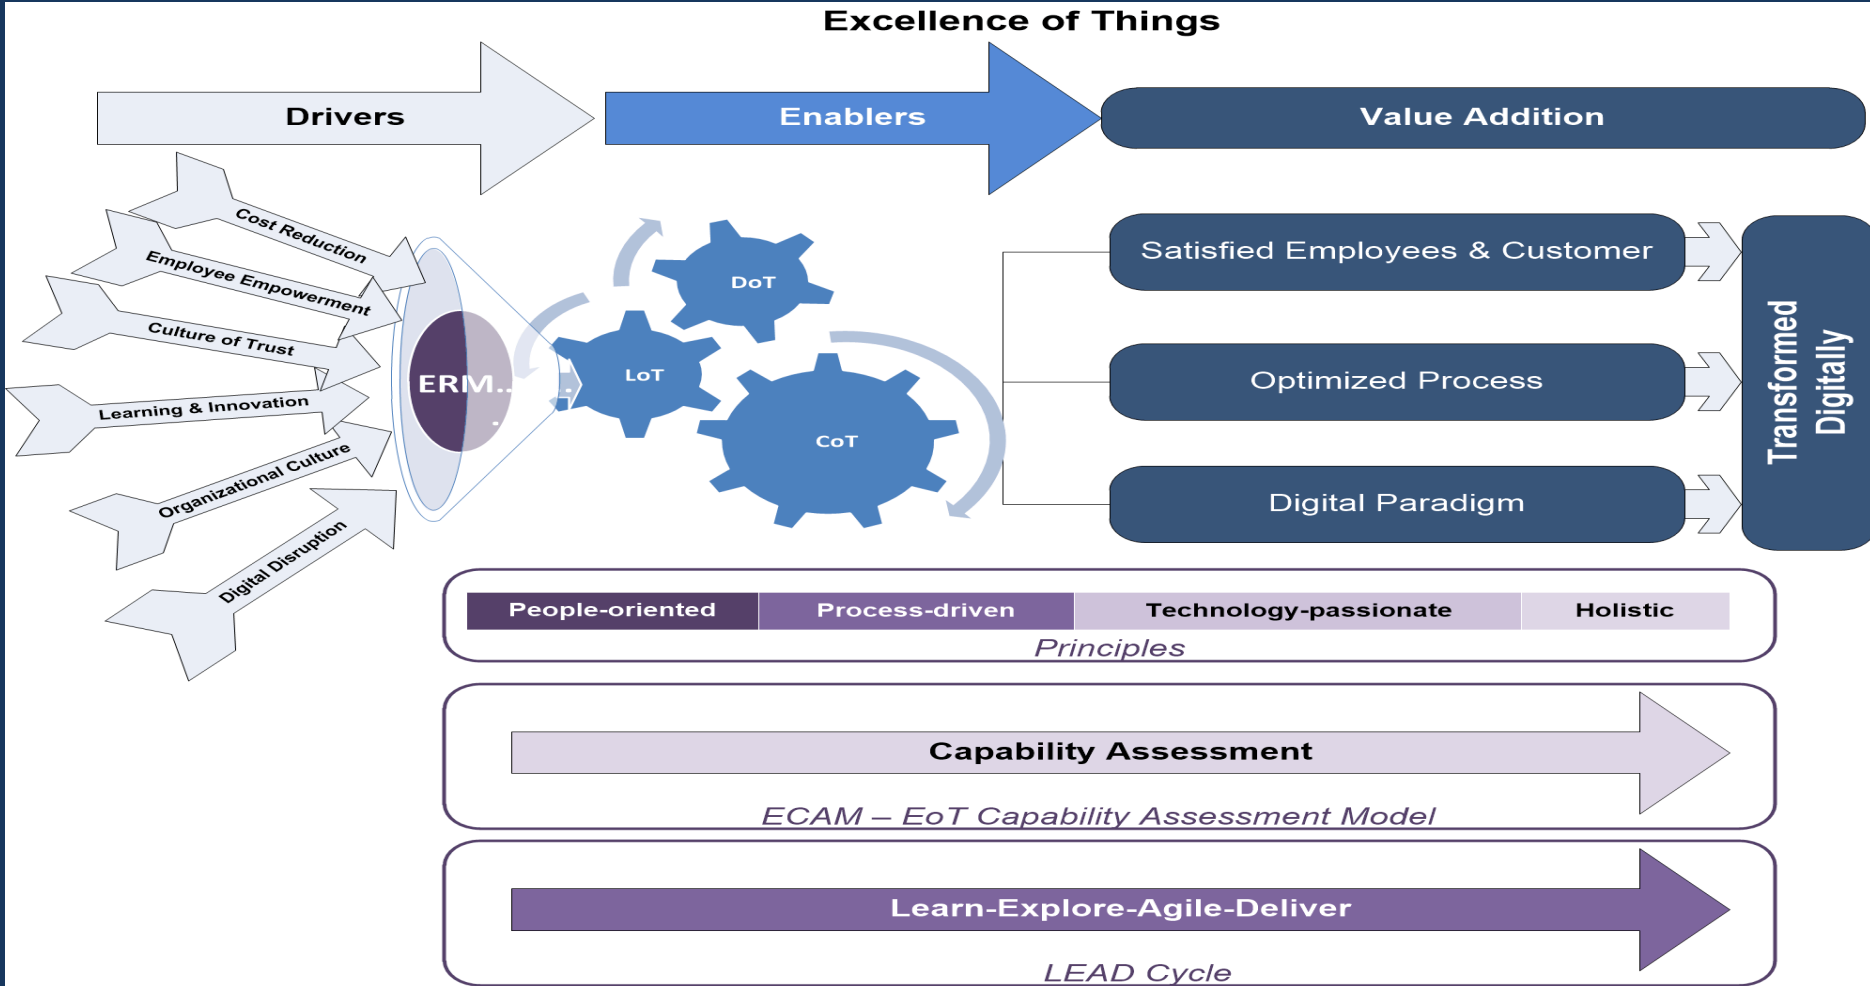 Excellence of Things
Drivers
Enablers
Value Addition
Cost Reduction
Employee Empowerment
Culture of Trust
Learning & Innovation
Organizational Culture
Digital Disruption
ERM...
DoT
LoT
CoT
Satisfied Employees & Customer
Optimized Process
Digital Paradigm
Transformed
Digitally
People-oriented
Process-driven
Technology-passionate
Holistic
Principles
Capability Assessment
ECAM – EoT Capability Assessment Model
Learn-Explore-Agile-Deliver
LEAD Cycle